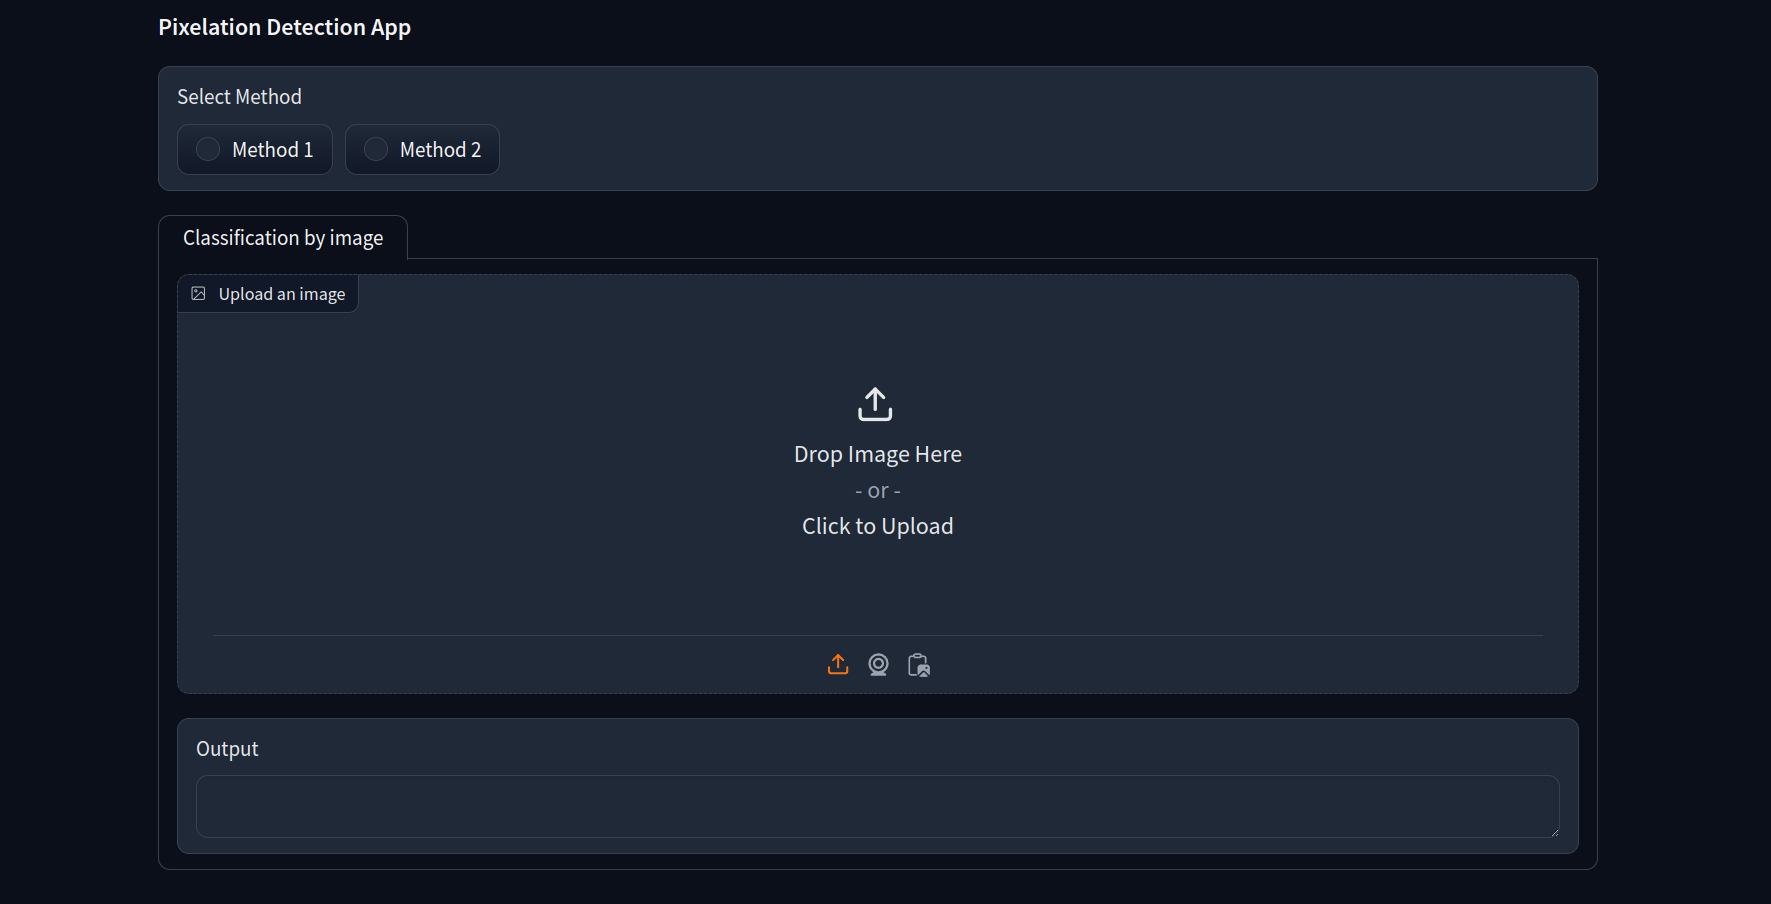 Pixelation Detection App
Select Method
Method 1
Method 2
Classification by image
Upload an image
Drop Image Here
- or -
Click to Upload
Output